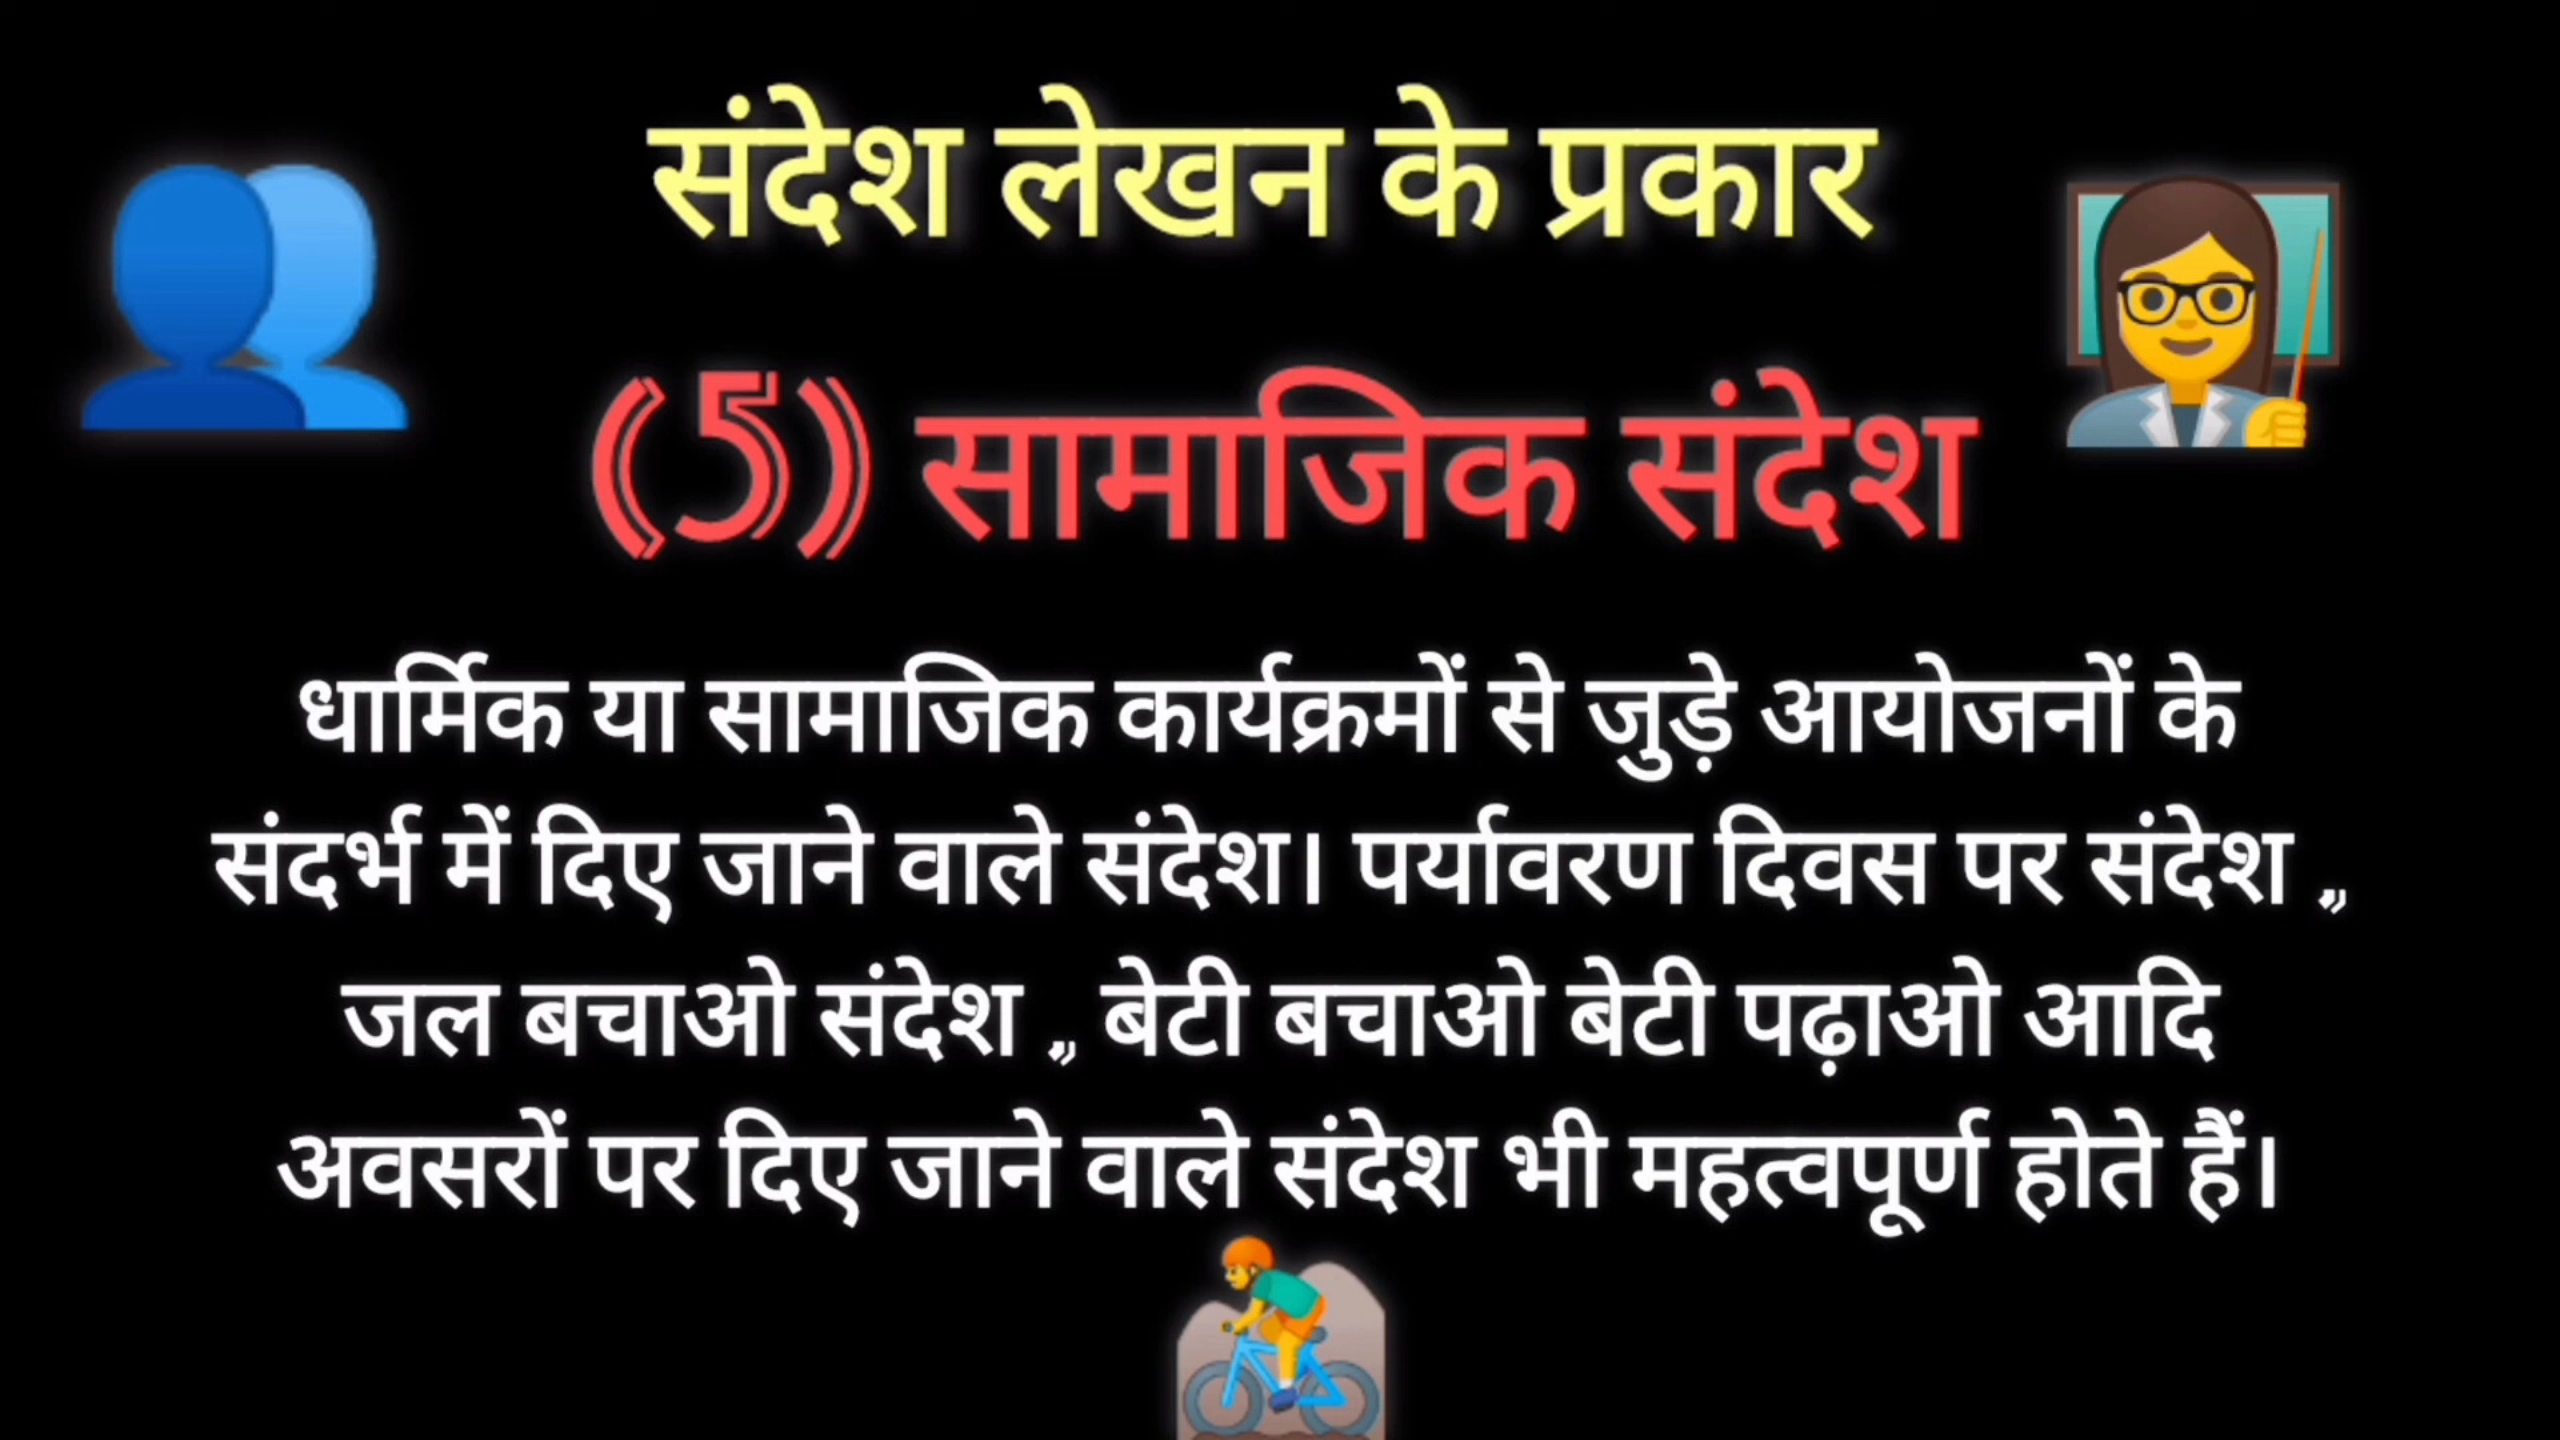 संदेश लेखन के प्रकार
(5) सामाजिक संदेश
धार्मिक या सामाजिक कार्यक्रमों से जुड़े आयोजनों के
संदर्भ में दिए जाने वाले संदेश। पर्यावरण दिवस पर संदेश ,,
जल बचाओ संदेश ,, बेटी बचाओ बेटी पढ़ाओ आदि
अवसरों पर दिए जाने वाले संदेश भी महत्वपूर्ण होते हैं।